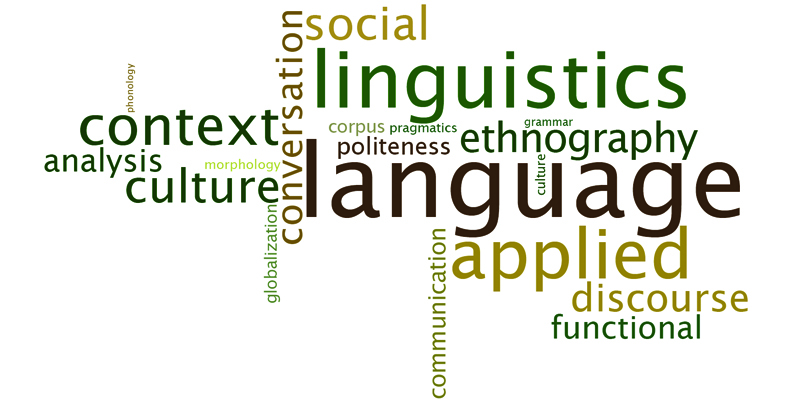 social
linguistics
conversation
phonology
context
corpus
pragmatics
grammar
ethnography
politeness
analysis
morphology
culture
language
culture
globalization
communication
applied
discourse
functional